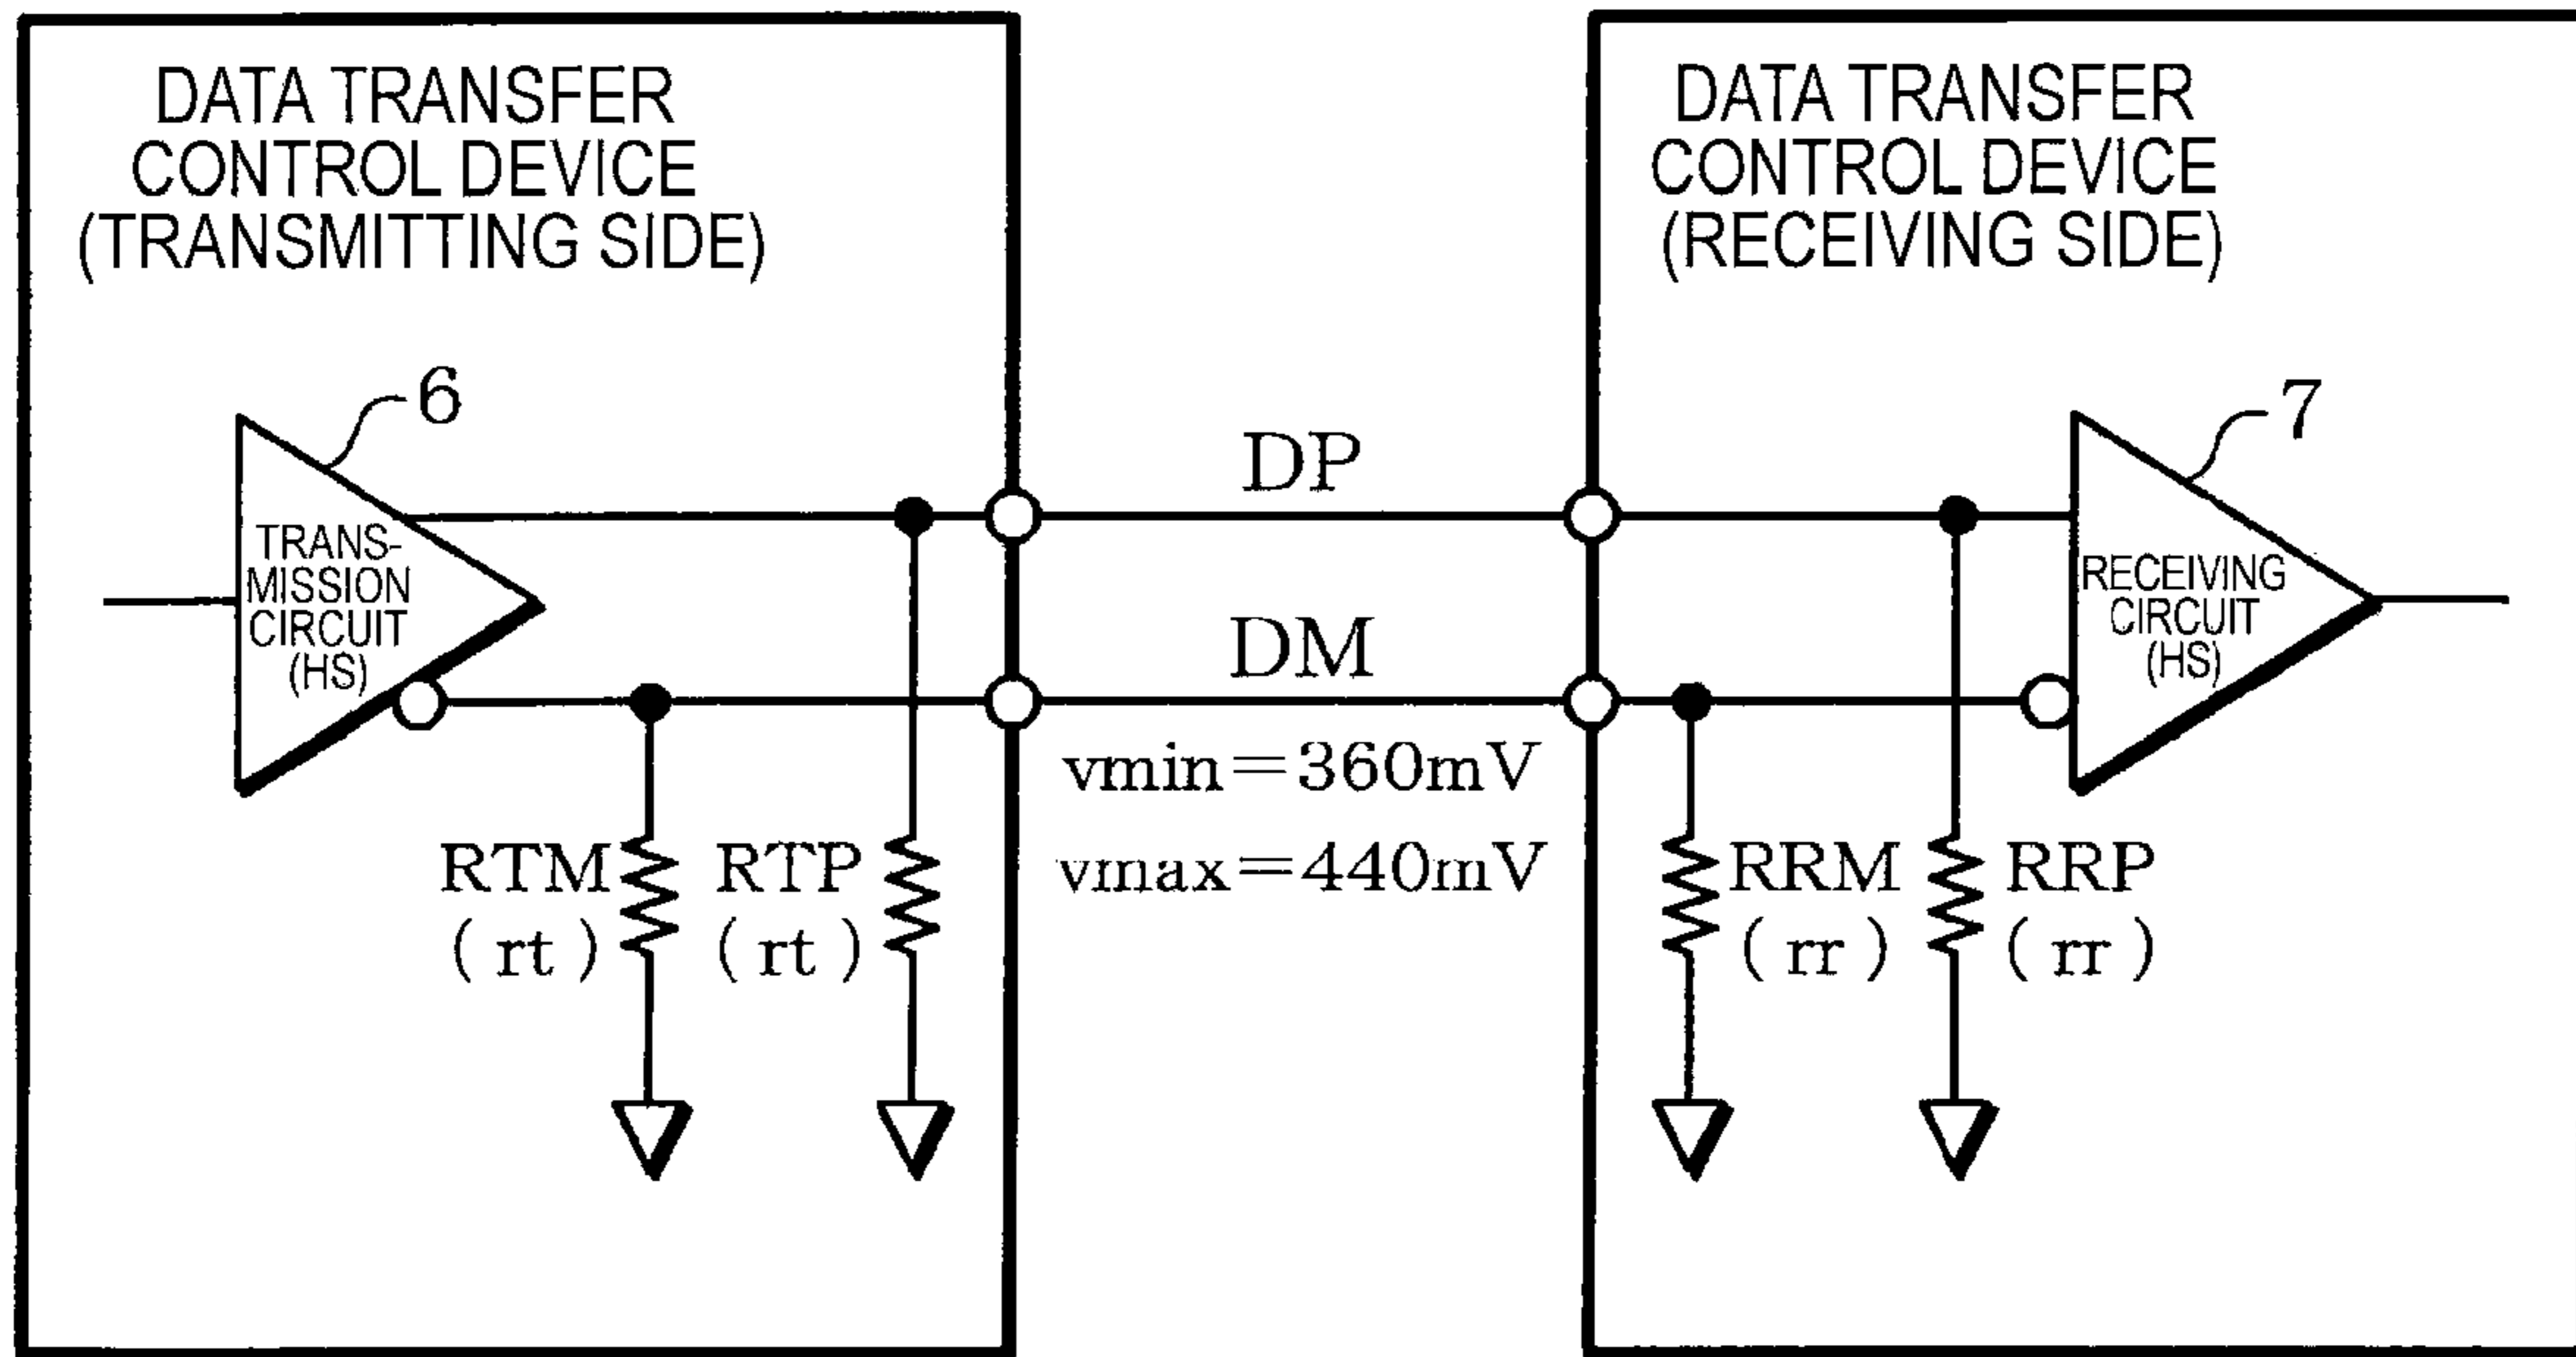 DATA TRANSFER
CONTROL DEVICE
(TRANSMITTING SIDE)
6
TRANS-
MISSION
CIRCUIT
(HS)
RTM
(rt)
RTP
(rt)
DP
DM
vmin=360mV
vmax=440mV
DATA TRANSFER
CONTROL DEVICE
(RECEIVING SIDE)
7
RECEIVING
CIRCUIT
(HS)
RRM
(rr)
RRP
(rr)